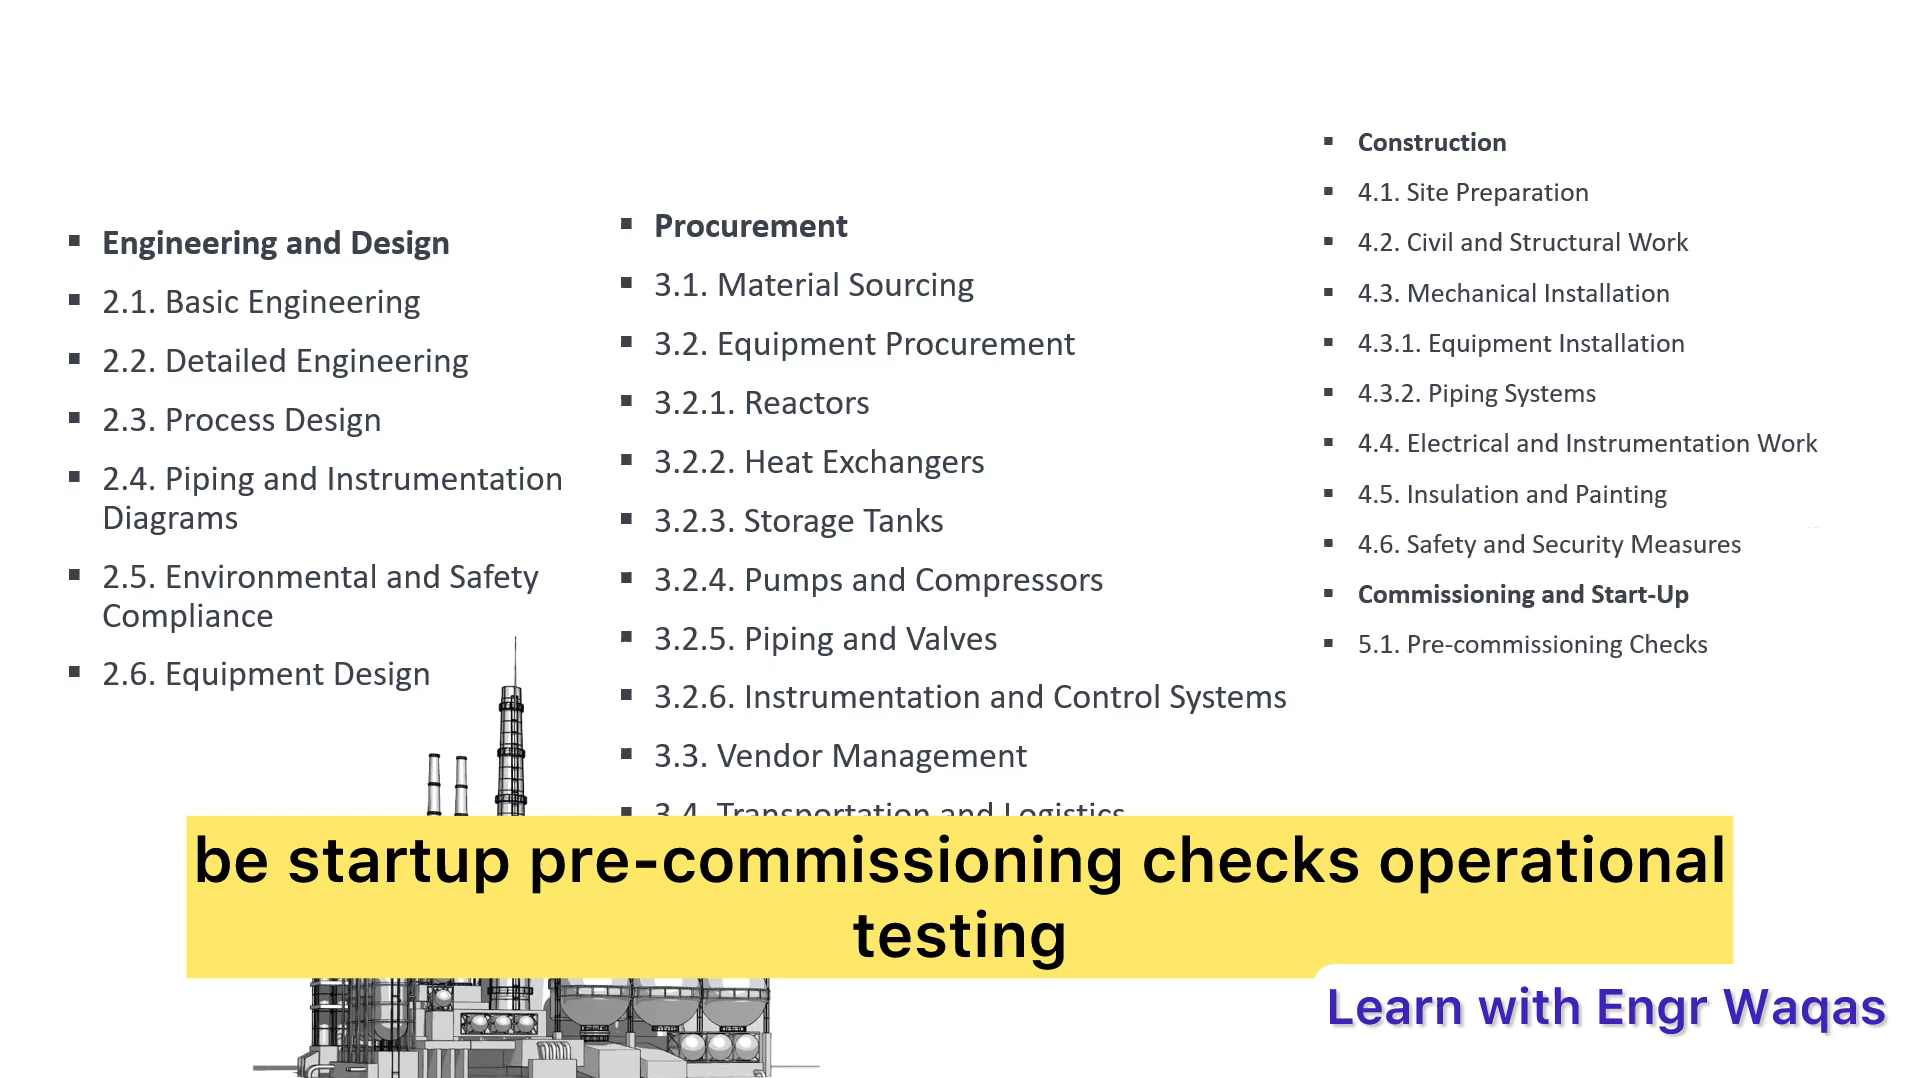 Engineering and Design
2.1. Basic Engineering
2.2. Detailed Engineering
2.3. Process Design
2.4. Piping and Instrumentation
Diagrams
2.5. Environmental and Safety
Compliance
2.6. Equipment Design
Procurement
3.1. Material Sourcing
3.2. Equipment Procurement
3.2.1. Reactors
3.2.2. Heat Exchangers
3.2.3. Storage Tanks
3.2.4. Pumps and Compressors
3.2.5. Piping and Valves
3.2.6. Instrumentation and Control Systems
3.3. Vendor Management
3.4. Transportation and Logistics
Construction
4.1. Site Preparation
4.2. Civil and Structural Work
4.3. Mechanical Installation
4.3.1. Equipment Installation
4.3.2. Piping Systems
4.4. Electrical and Instrumentation Work
4.5. Insulation and Painting
4.6. Safety and Security Measures
Commissioning and Start-Up
5.1. Pre-commissioning Checks
be startup pre-commissioning checks operational
testing
Learn with Engr Waqas